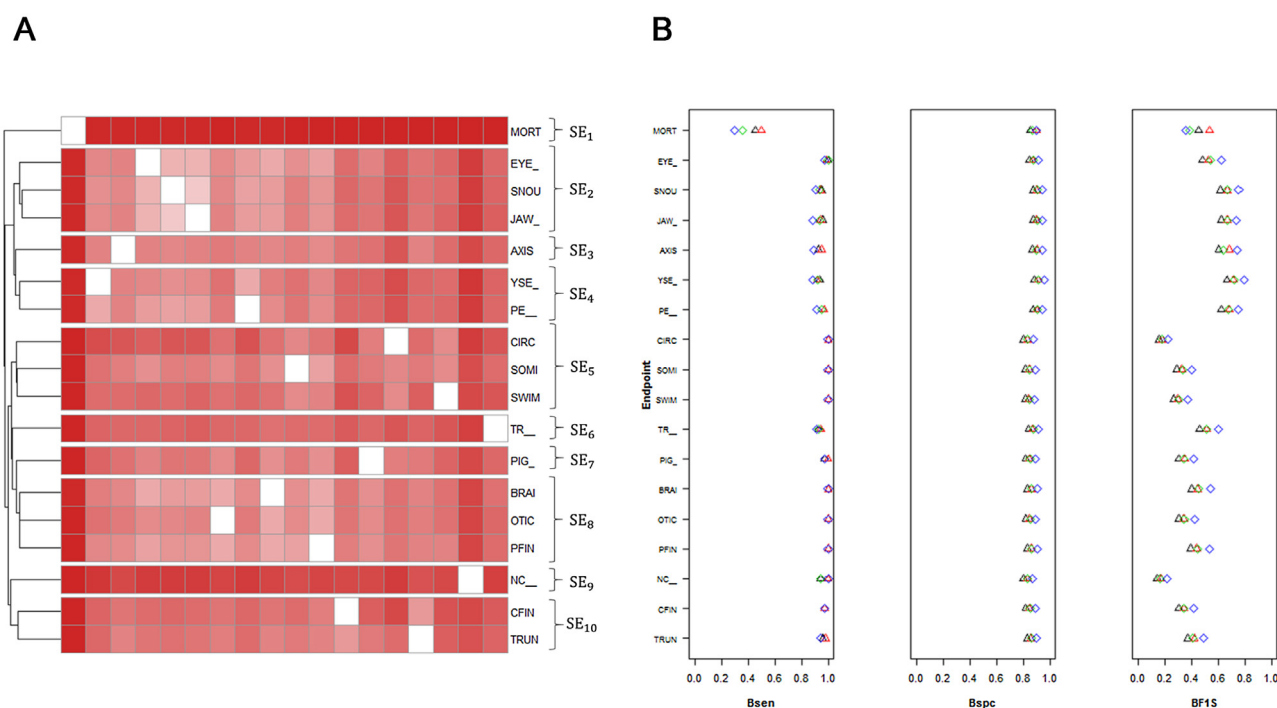 A
B
MORT SE1
EYE_
SNOU SE2
JAW_
AXIS SE3
YSE_ SE4
PE__
CIRC
SOMI SE5
SWIM
TR__ SE6
PIG_ SE7
BRAI
OTIC SE8
PFIN
NC__ SE9
CFIN SE10
TRUN
Endpoint
MORT
EYE_
SNOU
JAW_
AXIS
YSE_
PE__
CIRC
SOMI
SWIM
TR__
PIG_
BRAI
OTIC
PFIN
NC__
CFIN
TRUN
0.0 0.2 0.4 0.6 0.8 1.0
Bsen
0.0 0.2 0.4 0.6 0.8 1.0
Bspc
0.0 0.2 0.4 0.6 0.8 1.0
BF1S